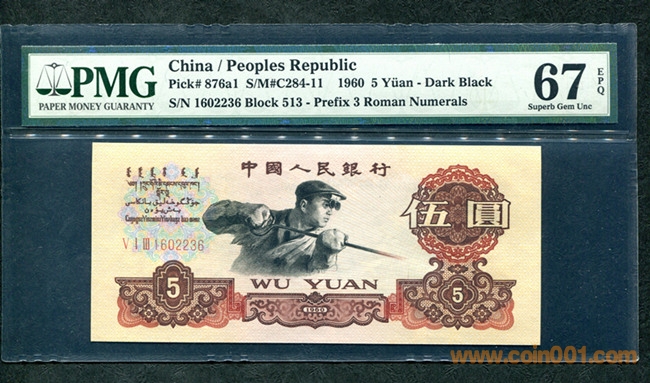 PMG
PAPER MONEY GUARANTY
China / Peoples Republic
Pick# 876a1 S/M#C284-11 1960 5 Yüan - Dark Black
S/N 1602236 Block 513 - Prefix 3 Roman Numerals
67 EPQ
Superb Gem Unc
中國人民銀行
伍圓
V I III 1602236
WU YUAN
5
1960
5
www.coin001.com